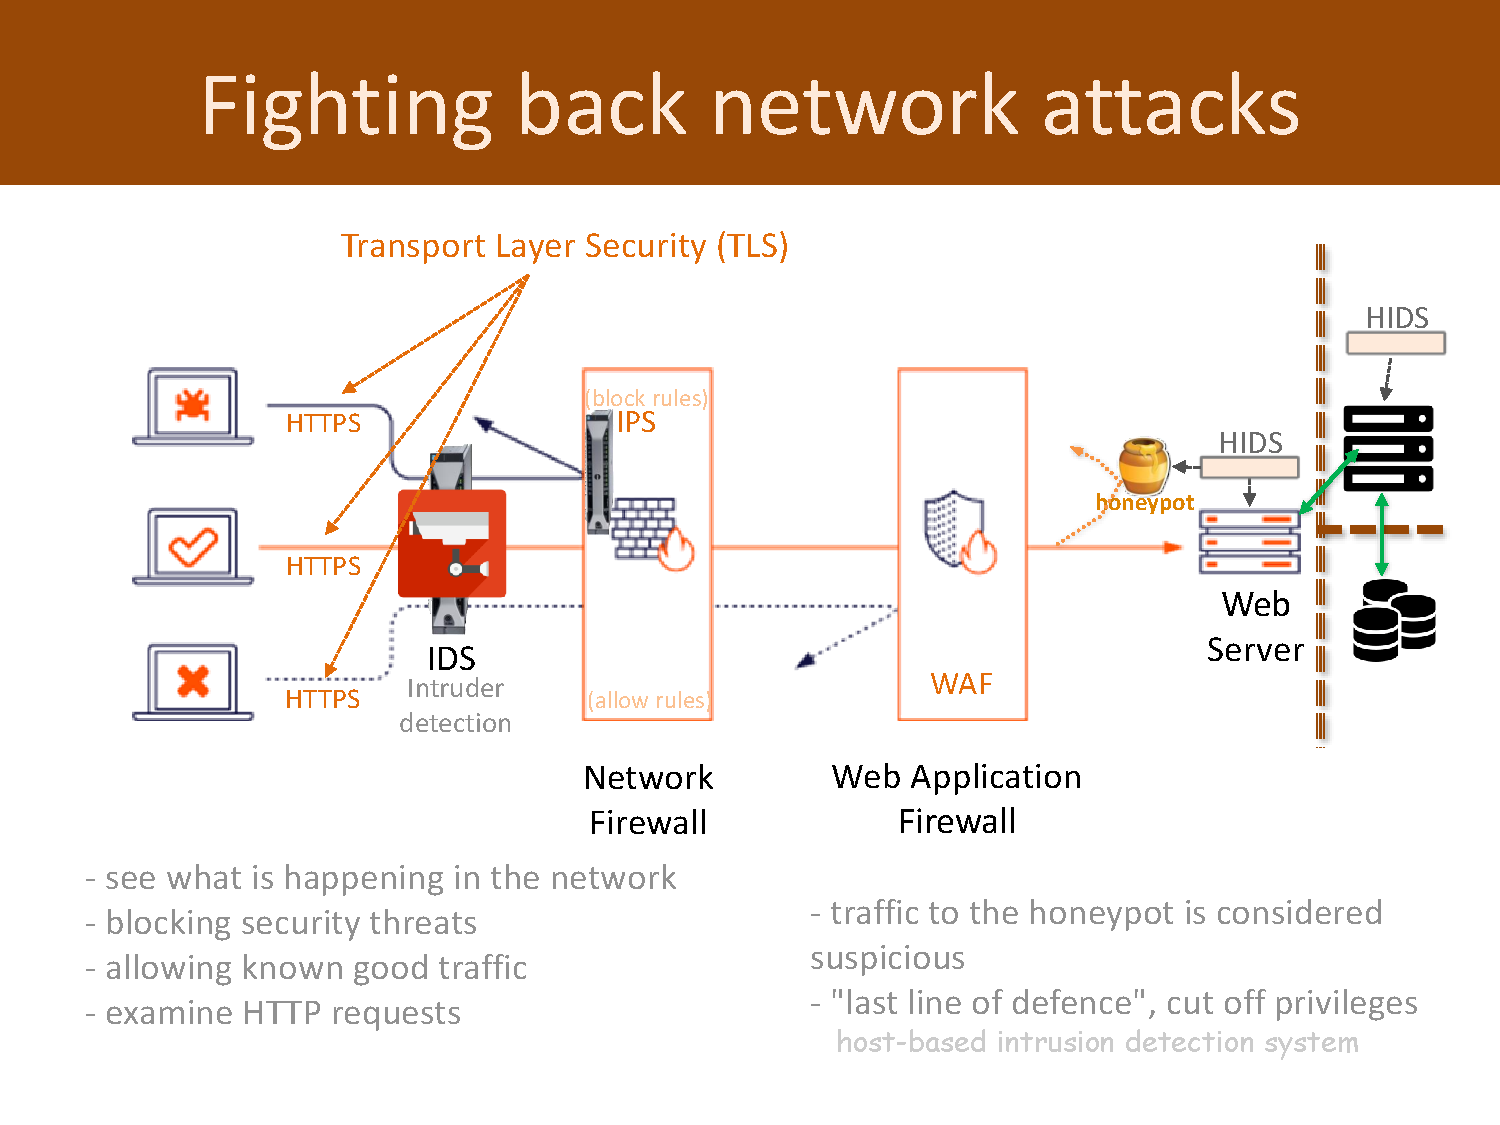 Fighting back network attacks
Transport Layer Security (TLS)
HIDS
(block rules)
IPS
HTTPS
HIDS
honeypot
HTTPS
Web
Server
IDS
Intruder
detection
HTTPS
(allow rules)
WAF
Network
Firewall
Web Application
Firewall
- see what is happening in the network
- blocking security threats
- allowing known good traffic
- examine HTTP requests
- traffic to the honeypot is considered
suspicious
- "last line of defence", cut off privileges
host-based intrusion detection system